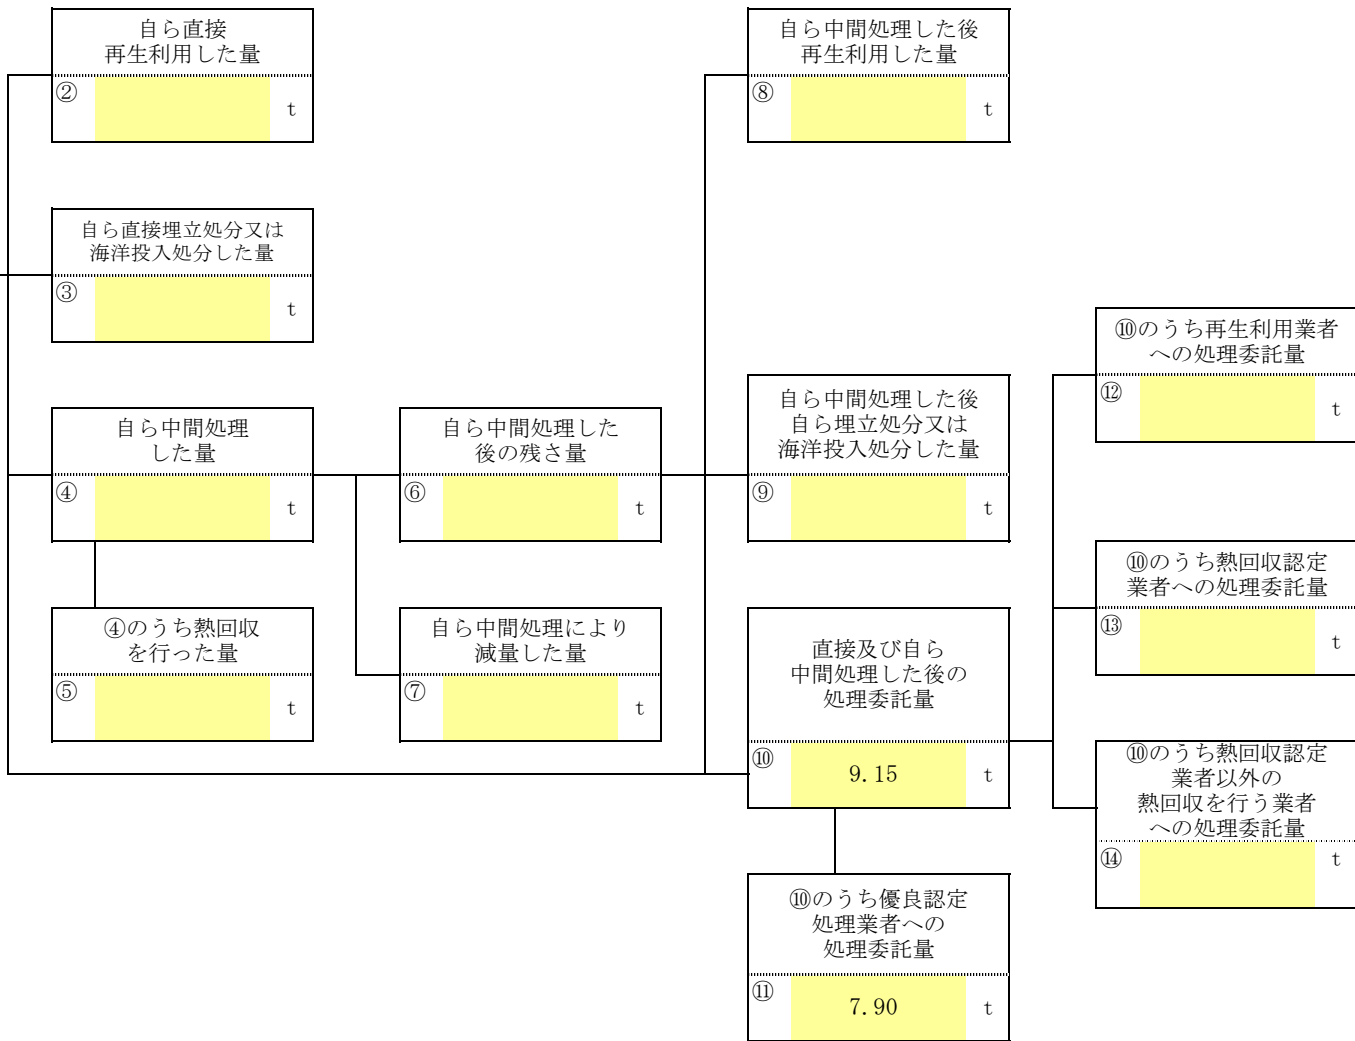 自ら直接
再生利用した量
②
t
自ら中間処理した後
再生利用した量
⑧
t
自ら直接埋立処分又は
海洋投入処分した量
③
t
⑩のうち再生利用業者
への処理委託量
⑫
t
自ら中間処理
した量
④
t
自ら中間処理した
後の残さ量
⑥
t
自ら中間処理した後
自ら埋立処分又は
海洋投入処分した量
⑨
t
⑩のうち熱回収認定
業者への処理委託量
⑬
t
④のうち熱回収
を行った量
⑤
t
自ら中間処理により
減量した量
⑦
t
直接及び自ら
中間処理した後の
処理委託量
⑩ 9.15 t
⑩のうち熱回収認定
業者以外の
熱回収を行う業者
への処理委託量
⑭
t
⑩のうち優良認定
処理業者への
処理委託量
⑪ 7.90 t